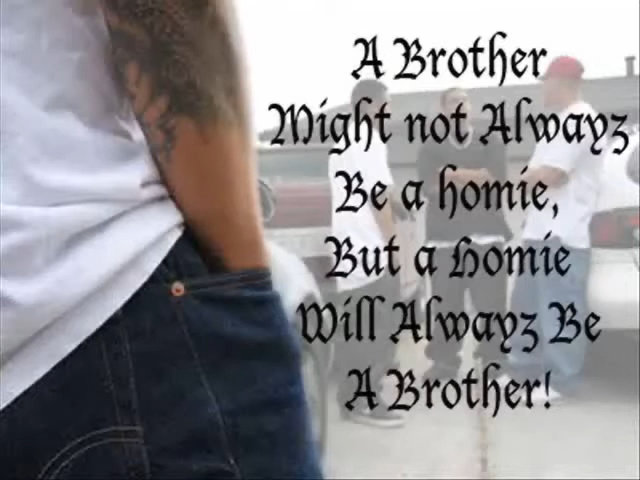 A Brother
Might not Alwayz
Be a homie,
But a Homie
Will Alwayz Be
A Brother!